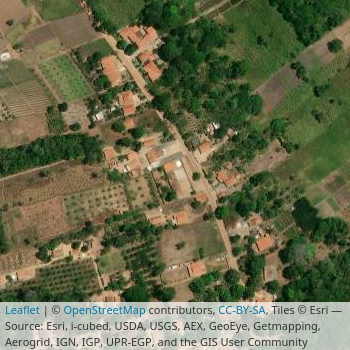 Leaflet | © OpenStreetMap contributors, CC-BY-SA, Tiles © Esri —
Source: Esri, i-cubed, USDA, USGS, AEX, GeoEye, Getmapping,
Aerogrid, IGN, IGP, UPR-EGP, and the GIS User Community